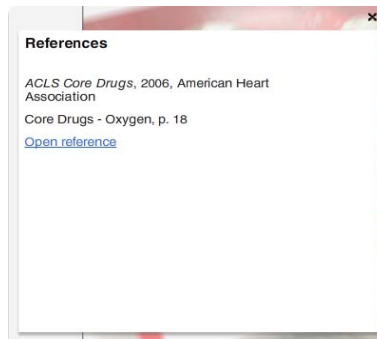 References
ACLS Core Drugs, 2006, American Heart
Association
Core Drugs - Oxygen, p. 18
Open reference